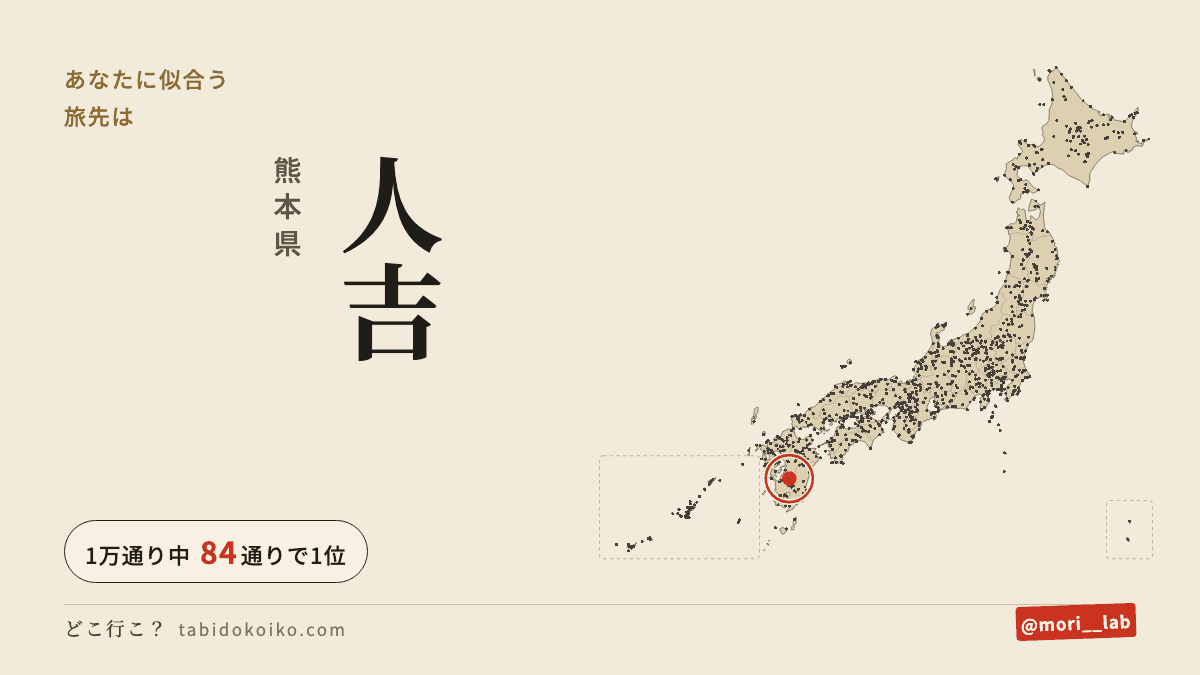 あなたに似合う
旅先は
人吉
熊本県
1万通り中 84通りで1位
どこ行こ？ tabidokoiko.com
@mori__lab